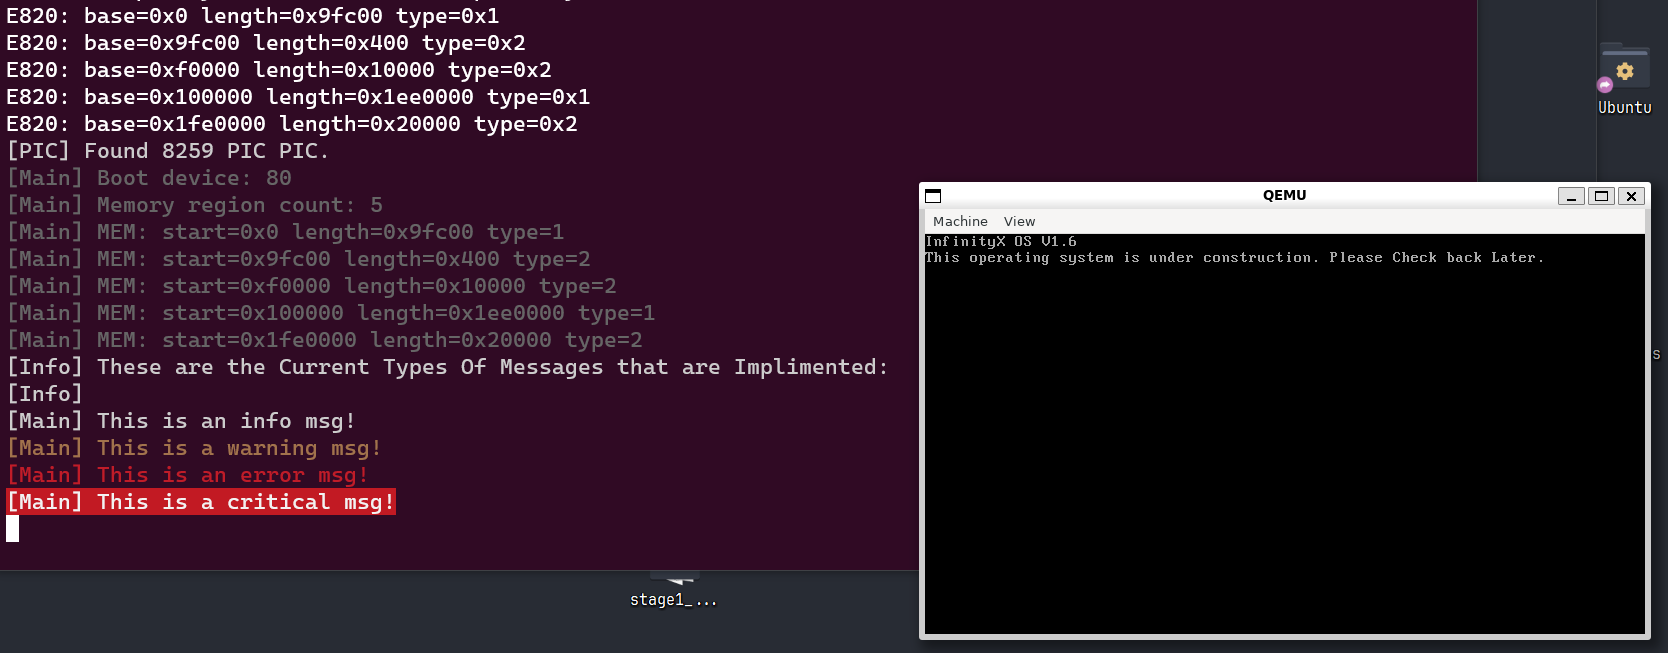 E820: base=0x0 length=0x9fc00 type=0x1
E820: base=0x9fc00 length=0x400 type=0x2
E820: base=0xf0000 length=0x10000 type=0x2
E820: base=0x100000 length=0x1ee0000 type=0x1
E820: base=0x1fe0000 length=0x20000 type=0x2
[PIC] Found 8259 PIC PIC.
[Main] Boot device: 80
[Main] Memory region count: 5
[Main] MEM: start=0x0 length=0x9fc00 type=1
[Main] MEM: start=0x9fc00 length=0x400 type=2
[Main] MEM: start=0xf0000 length=0x10000 type=2
[Main] MEM: start=0x100000 length=0x1ee0000 type=1
[Main] MEM: start=0x1fe0000 length=0x20000 type=2
[Info] These are the Current Types Of Messages that are Implimented:
[Info]
[Main] This is an info msg!
[Main] This is a warning msg!
[Main] This is an error msg!
[Main] This is a critical msg!
Ubuntu
QEMU
Machine View
InfinityX OS V1.6
This operating system is under construction. Please Check back Later.
s
stage1_...